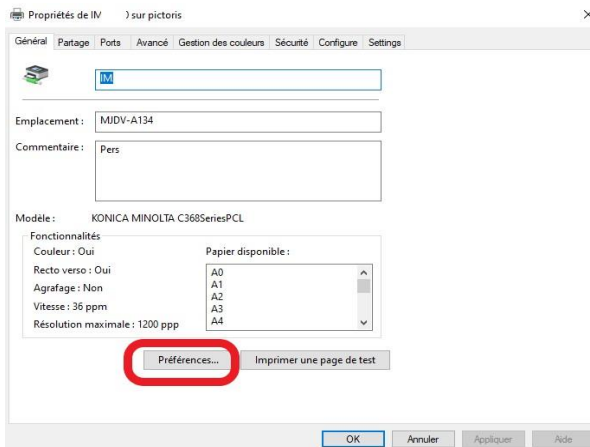 Propriétés de IM ) sur pictoris
Général Partage Ports Avancé Gestion des couleurs Sécurité Configure Settings
IM
Emplacement : MJDV-A134
Commentaire : Pers
Modèle : KONICA MINOLTA C368SeriesPCL
Fonctionnalités
Couleur : Oui
Papier disponible :
Recto verso : Oui
Agrafage : Non
Vitesse : 36 ppm
Résolution maximale : 1200 ppp
A0
A1
A2
A3
A4
Préférences... Imprimer une page de test
OK Annuler Appliquer Aide